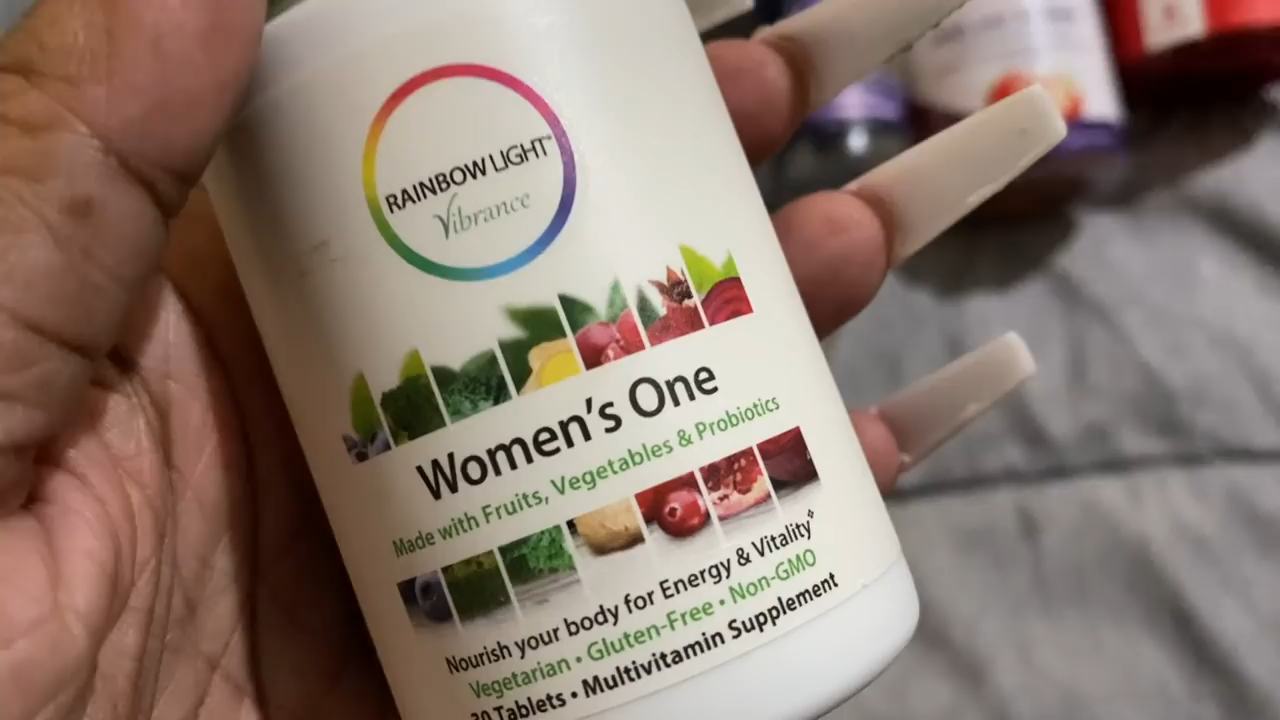 RAINBOW LIGHT®
Vibrance
Women's One
Made with Fruits, Vegetables & Probiotics
Nourish your body for Energy & Vitality
Vegetarian • Gluten-Free • Non-GMO
30 Tablets • Multivitamin Supplement